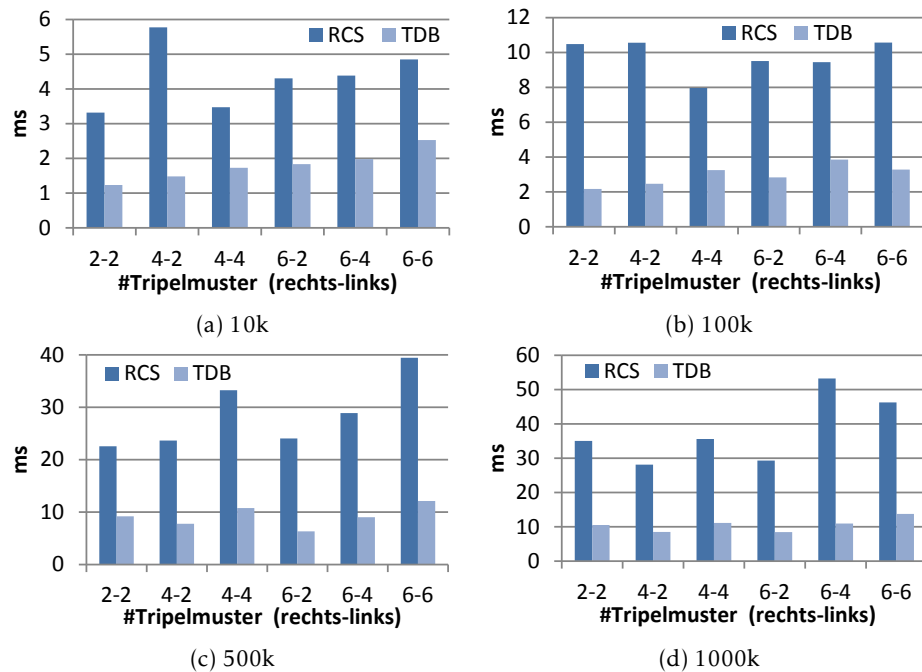 6
5
4
3
2
1
0
ms
RCS TDB
2-2 4-2 4-4 6-2 6-4 6-6
#Tripelmuster (rechts-links)
(a) 10k
12
10
8
6
4
2
0
ms
RCS TDB
2-2 4-2 4-4 6-2 6-4 6-6
#Tripelmuster (rechts-links)
(b) 100k
40
30
20
10
0
ms
RCS TDB
2-2 4-2 4-4 6-2 6-4 6-6
#Tripelmuster (rechts-links)
(c) 500k
60
50
40
30
20
10
0
ms
RCS TDB
2-2 4-2 4-4 6-2 6-4 6-6
#Tripelmuster (rechts-links)
(d) 1000k